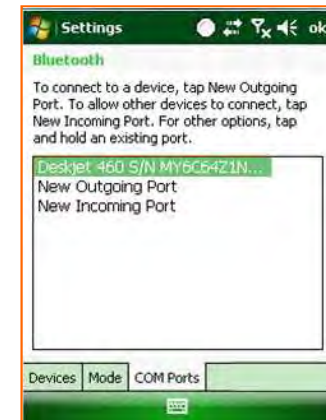 Settings
ok
Bluetooth
To connect to a device, tap New Outgoing
Port. To allow other devices to connect, tap
New Incoming Port. For other options, tap
and hold an existing port.
Deskjet 460 S/N MY6C64Z1N...
New Outgoing Port
New Incoming Port
Devices Mode COM Ports